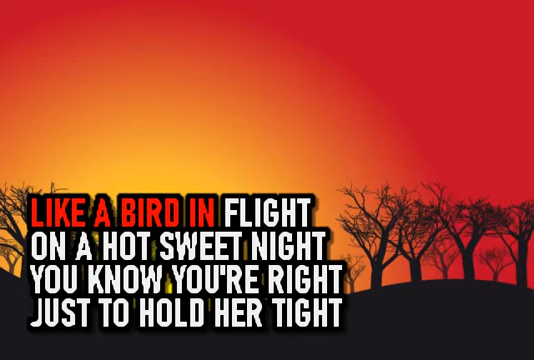 LIKE A BIRD IN FLIGHT
ON A HOT SWEET NIGHT
YOU KNOW YOU'RE RIGHT
JUST TO HOLD HER TIGHT